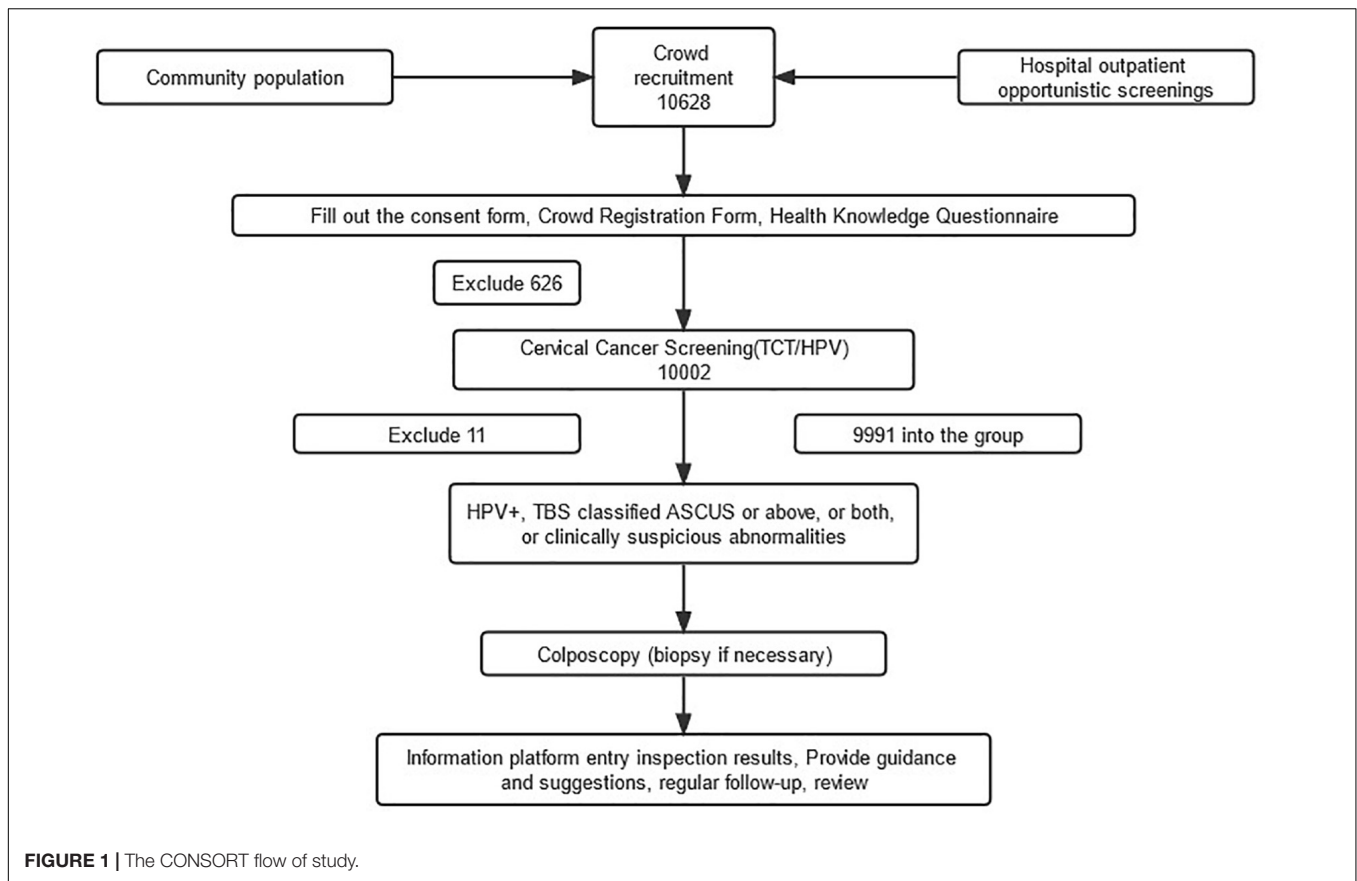 Community population
Crowd
recruitment
10628
Hospital outpatient
opportunistic screenings
Fill out the consent form, Crowd Registration Form, Health Knowledge Questionnaire
Exclude 626
Cervical Cancer Screening(TCT/HPV)
10002
Exclude 11
9991 into the group
HPV+, TBS classified ASCUS or above, or both,
or clinically suspicious abnormalities
Colposcopy (biopsy if necessary)
Information platform entry inspection results, Provide guidance
and suggestions, regular follow-up, review
FIGURE 1 | The CONSORT flow of study.